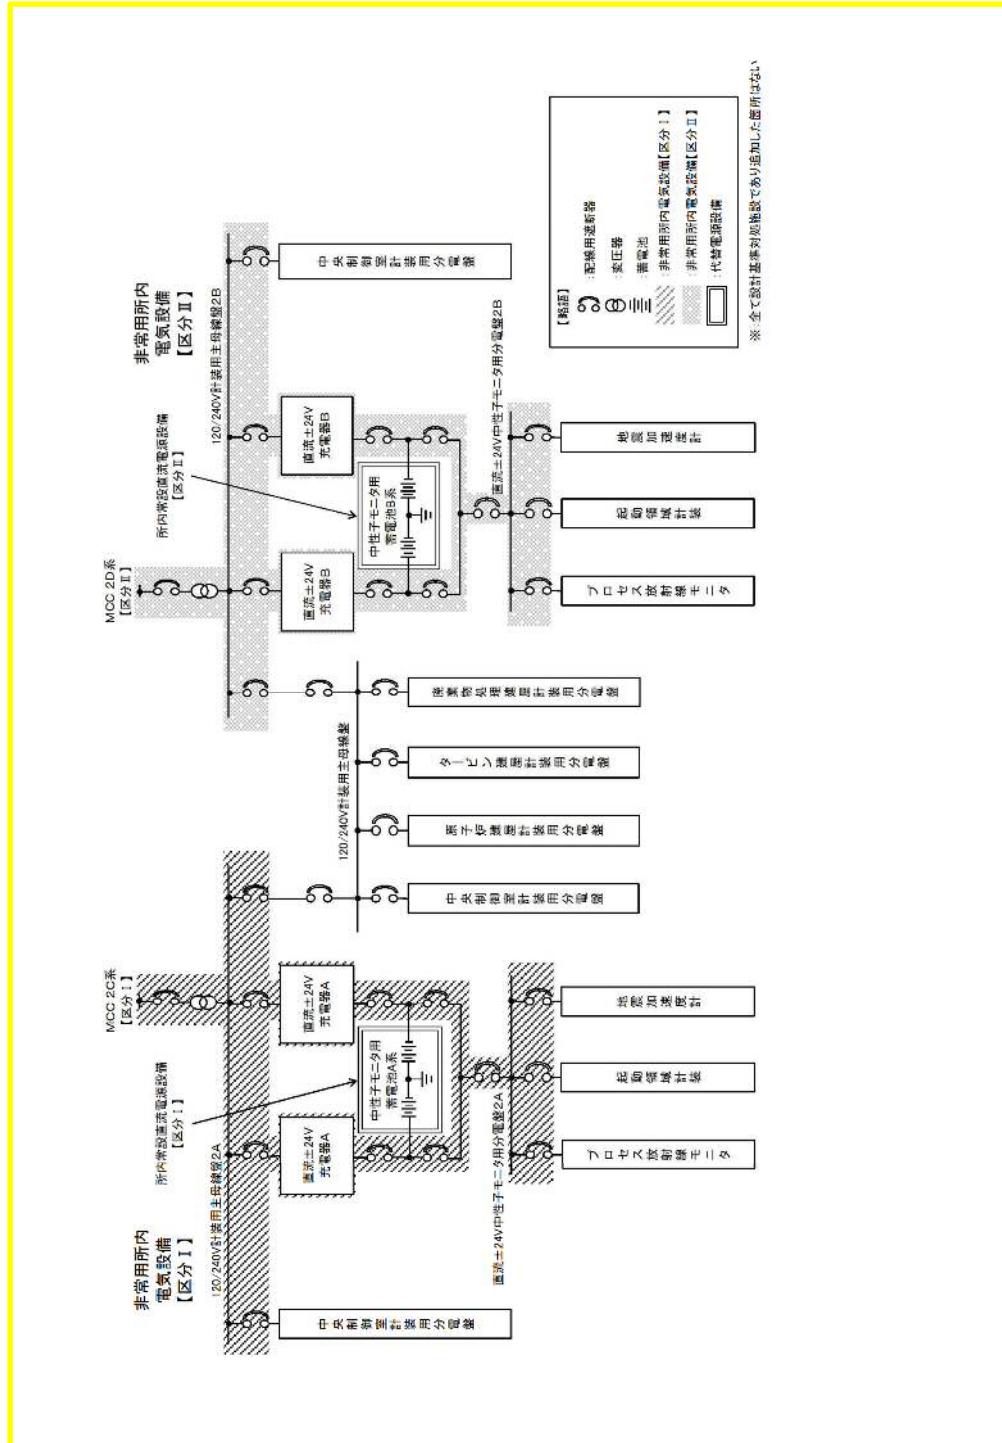 非常用所内
電気設備
【区分Ⅰ】
MCC 2C系
【区分Ⅰ】
所内常設直流電源設備
【区分Ⅰ】
120/240V計装用主母線盤2A
中央制御室計装用分電盤
直流±24V
充電器A
直流±24V
充電器A
中性子モニタ用
蓄電池A系
直流±24V中性子モニタ用分電盤2A
プロセス放射線モニタ
起動領域計装
地震加速度計
120/240V計装用主母線盤
中央制御室計装用分電盤
原子炉建屋計装用分電盤
タービン建屋計装用分電盤
廃棄物処理建屋計装用分電盤
MCC 2D系
【区分Ⅱ】
所内常設直流電源設備
【区分Ⅱ】
非常用所内
電気設備
【区分Ⅱ】
120/240V計装用主母線盤2B
直流±24V
充電器B
直流±24V
充電器B
中性子モニタ用
蓄電池B系
中央制御室計装用分電盤
直流±24V中性子モニタ用分電盤2B
プロセス放射線モニタ
起動領域計装
地震加速度計
【略語】
:配線用遮断器
:変圧器
:蓄電池
:非常用所内電気設備【区分Ⅰ】
:非常用所内電気設備【区分Ⅱ】
:代替電源設備
※:全て設計基準対処施設であり追加した箇所はない